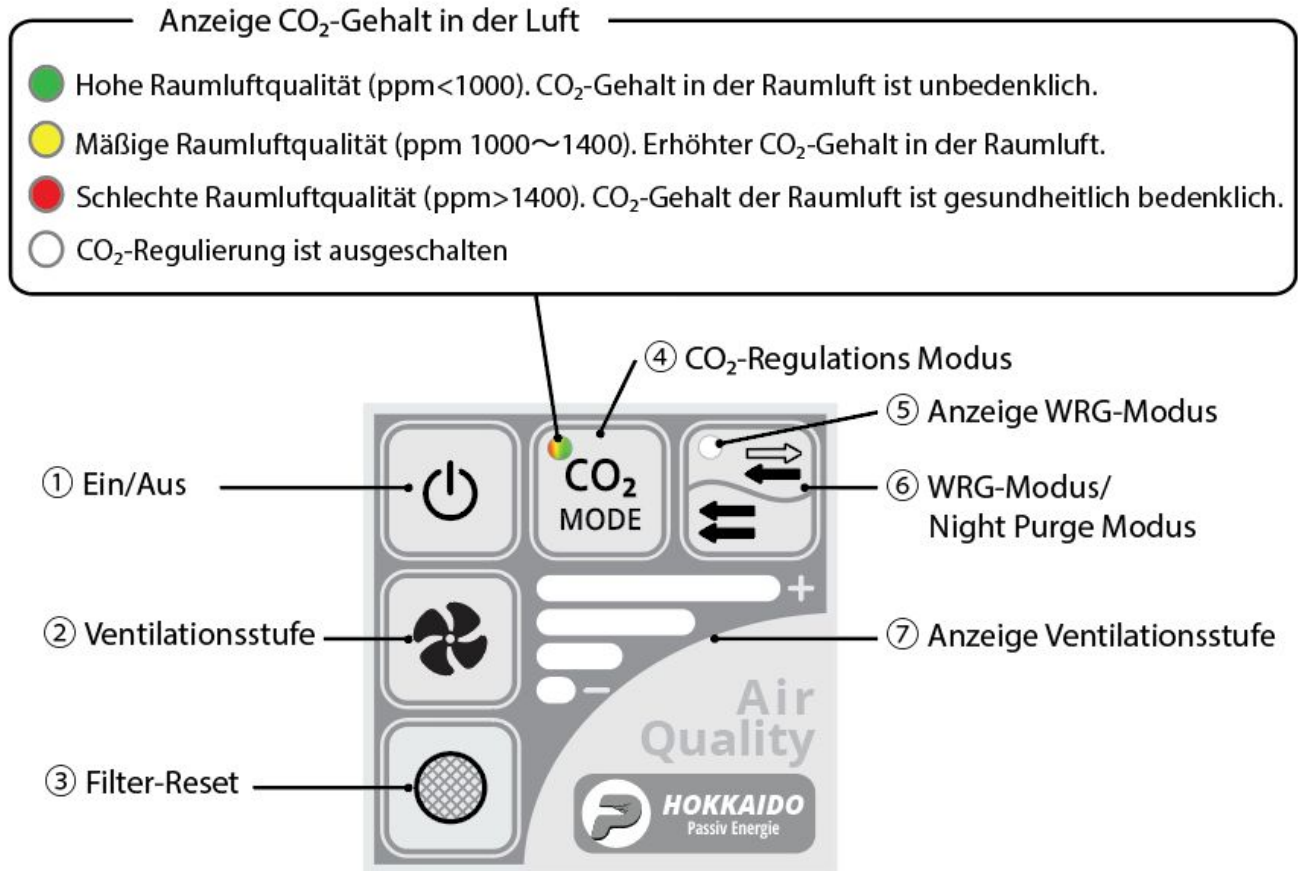 Anzeige CO₂-Gehalt in der Luft
Hohe Raumluftqualität (ppm<1000). CO₂-Gehalt in der Raumluft ist unbedenklich.
Mäßige Raumluftqualität (ppm 1000～1400). Erhöhter CO₂-Gehalt in der Raumluft.
Schlechte Raumluftqualität (ppm>1400). CO₂-Gehalt der Raumluft ist gesundheitlich bedenklich.
CO₂-Regulierung ist ausgeschalten
④ CO₂-Regulations Modus
⑤ Anzeige WRG-Modus
① Ein/Aus
CO₂
MODE
⑥ WRG-Modus/
Night Purge Modus
+
② Ventilationsstufe
⑦ Anzeige Ventilationsstufe
−
Air
Quality
③ Filter-Reset
HOKKAIDO
Passiv Energie